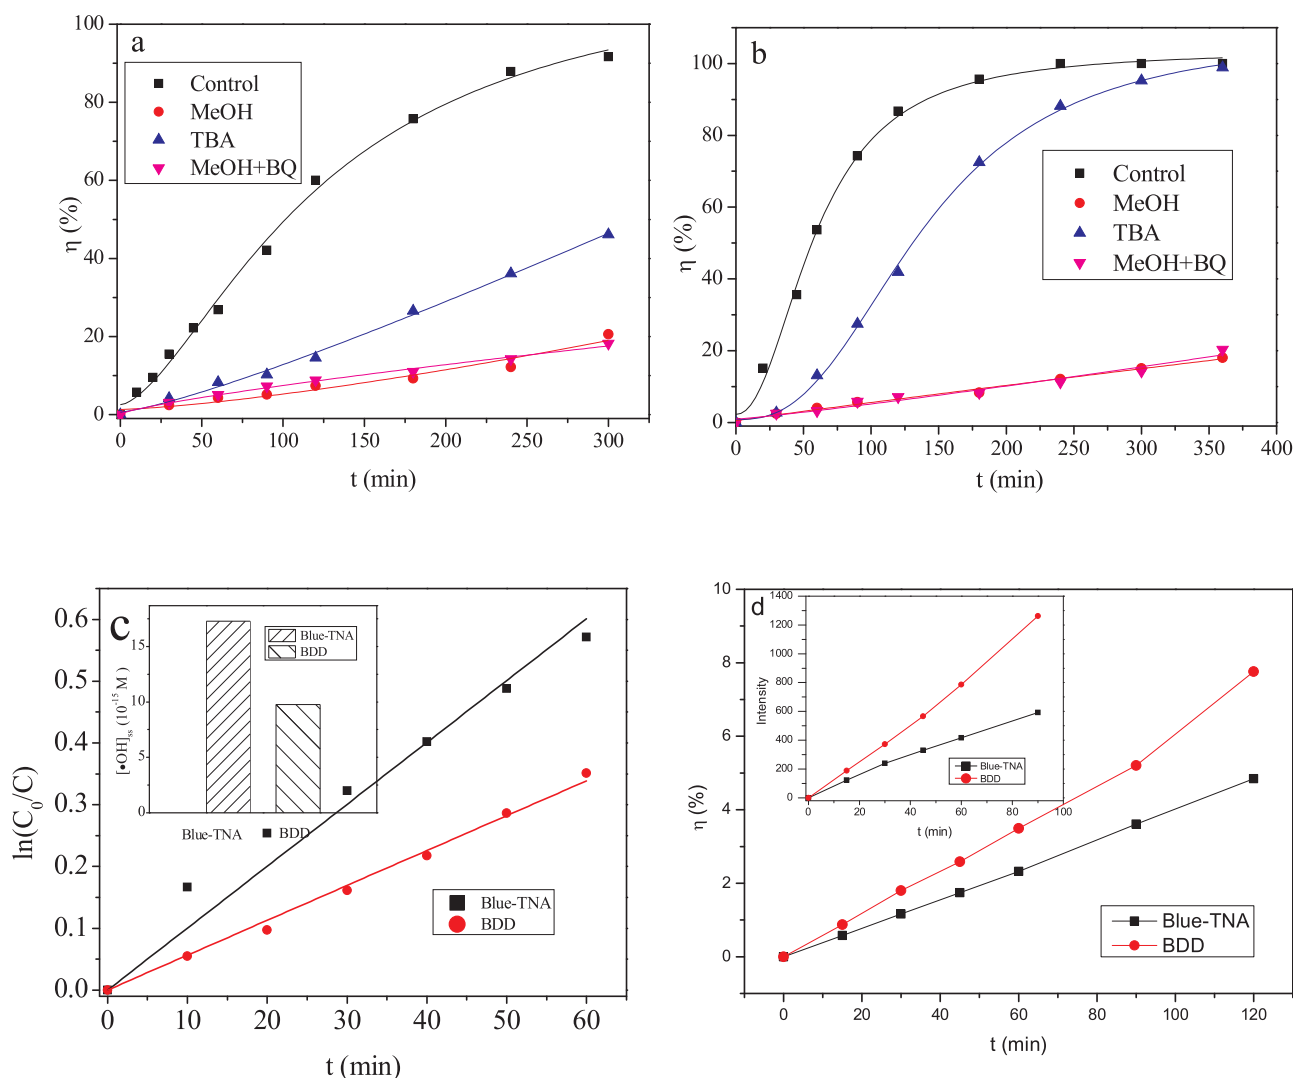 a
100
80
60
40
20
0
η (%)
Control
MeOH
TBA
MeOH+BQ
0 50 100 150 200 250 300
t (min)
b
100
80
60
40
20
0
η (%)
Control
MeOH
TBA
MeOH+BQ
0 50 100 150 200 250 300 350 400
t (min)
c
0.6
0.5
0.4
0.3
0.2
0.1
0.0
ln(C0/C)
15
10
5
0
[•OH]ss (10-15 M )
Blue-TNA
BDD
Blue-TNA BDD
Blue-TNA
BDD
0 10 20 30 40 50 60
t (min)
d
10
8
6
4
2
0
η (%)
1400
1200
1000
800
600
400
200
0
Intensity
Blue-TNA
BDD
0 20 40 60 80 100
t (min)
Blue-TNA
BDD
0 20 40 60 80 100 120
t (min)